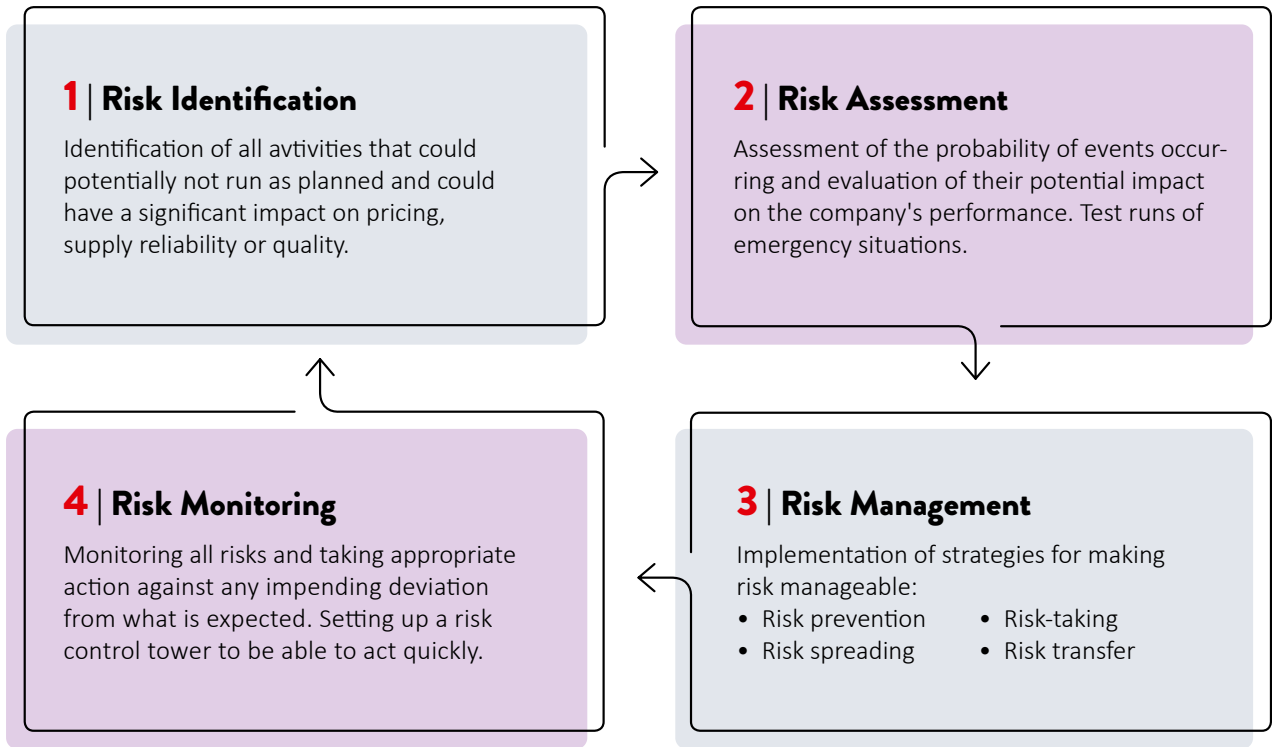 1 | Risk Identification
Identification of all avtivities that could
potentially not run as planned and could
have a significant impact on pricing,
supply reliability or quality.
2 | Risk Assessment
Assessment of the probability of events occur-
ring and evaluation of their potential impact
on the company's performance. Test runs of
emergency situations.
3 | Risk Management
Implementation of strategies for making
risk manageable:
• Risk prevention • Risk-taking
• Risk spreading • Risk transfer
4 | Risk Monitoring
Monitoring all risks and taking appropriate
action against any impending deviation
from what is expected. Setting up a risk
control tower to be able to act quickly.